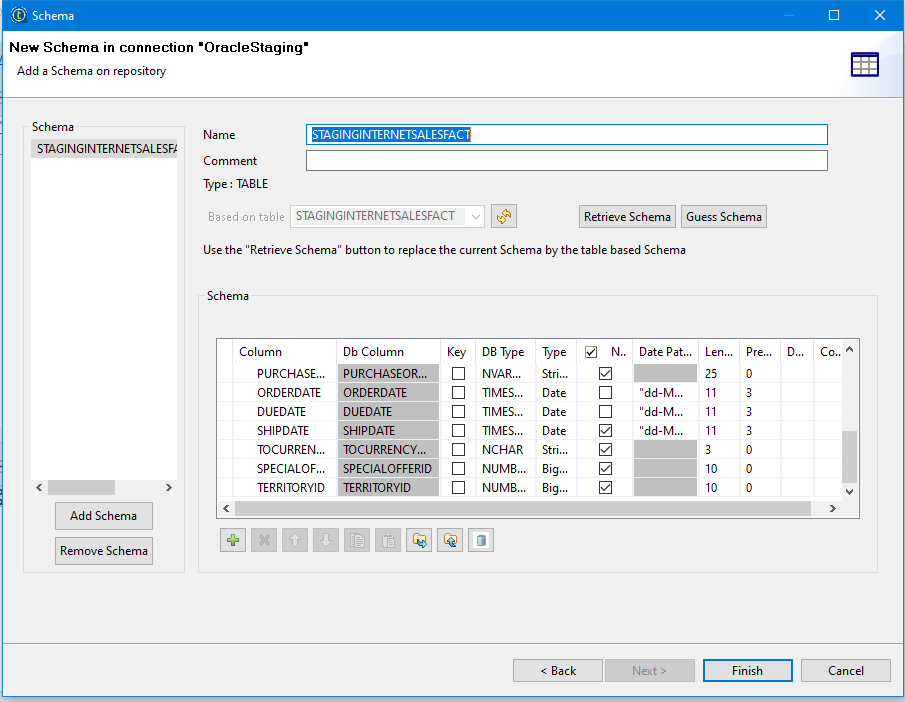 Schema
New Schema in connection "OracleStaging"
Add a Schema on repository
Schema
STAGINGINTERNETSALESFA
Add Schema
Remove Schema
Name STAGINGINTERNETSALESFACT
Comment
Type : TABLE
Based on table STAGINGINTERNETSALESFACT Retrieve Schema Guess Schema
Use the "Retrieve Schema" button to replace the current Schema by the table based Schema
Schema
Column Db Column Key DB Type Type N.. Date Pat... Len... Pre... D... Co..
PURCHASE... PURCHASEOR... NVAR... Stri... 25 0
ORDERDATE ORDERDATE TIMES... Date "dd-M... 11 3
DUEDATE DUEDATE TIMES... Date "dd-M... 11 3
SHIPDATE SHIPDATE TIMES... Date "dd-M... 11 3
TOCURREN... TOCURRENCY... NCHAR Stri... 3 0
SPECIALOF... SPECIALOFFERID NUMB... Big... 10 0
TERRITORYID TERRITORYID NUMB... Big... 10 0
< Back Next > Finish Cancel